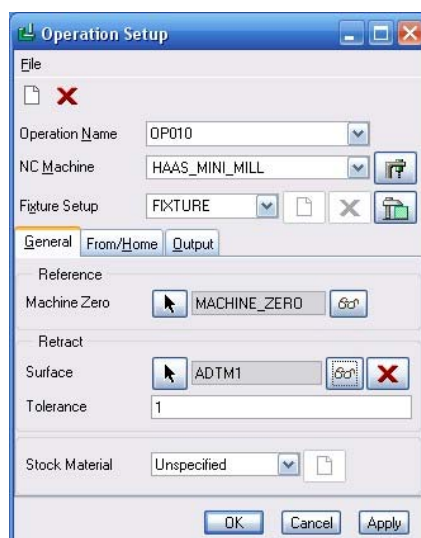 Operation Setup
File
Operation Name OP010
NC Machine HAAS_MINI_MILL
Fixture Setup FIXTURE
General From/Home Output
Reference
Machine Zero MACHINE_ZERO
Retract
Surface ADTM1
Tolerance 1
Stock Material Unspecified
OK Cancel Apply